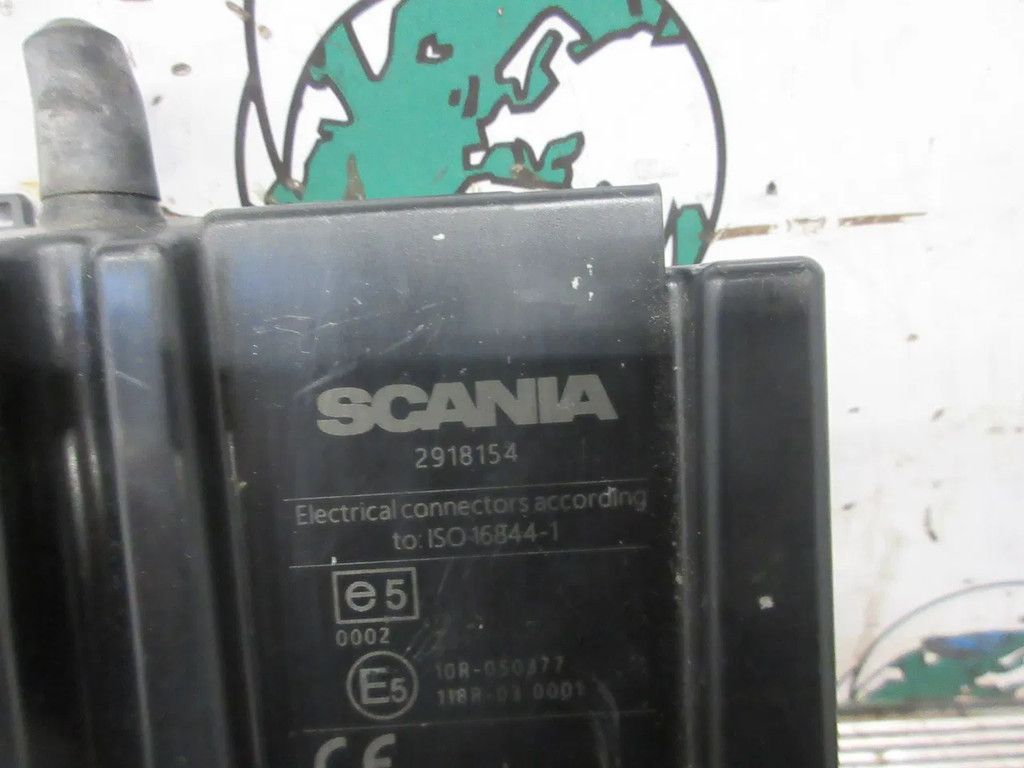 SCANIA
2918154
Electrical connectors according
to: ISO 16844-1
e5
0002
E5
10R-050377
118R-03 0001
CE